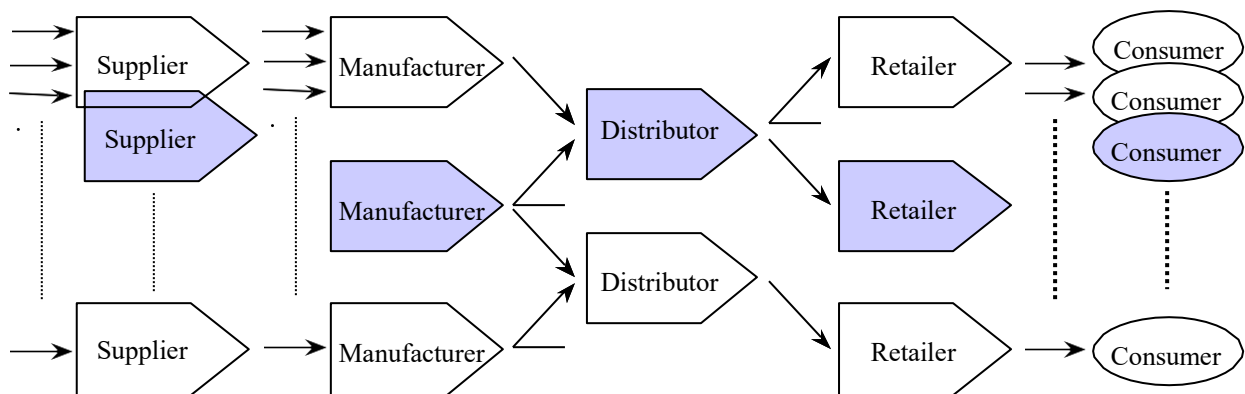 Supplier
Supplier
Supplier
Manufacturer
Manufacturer
Manufacturer
Distributor
Distributor
Retailer
Retailer
Retailer
Consumer
Consumer
Consumer
Consumer